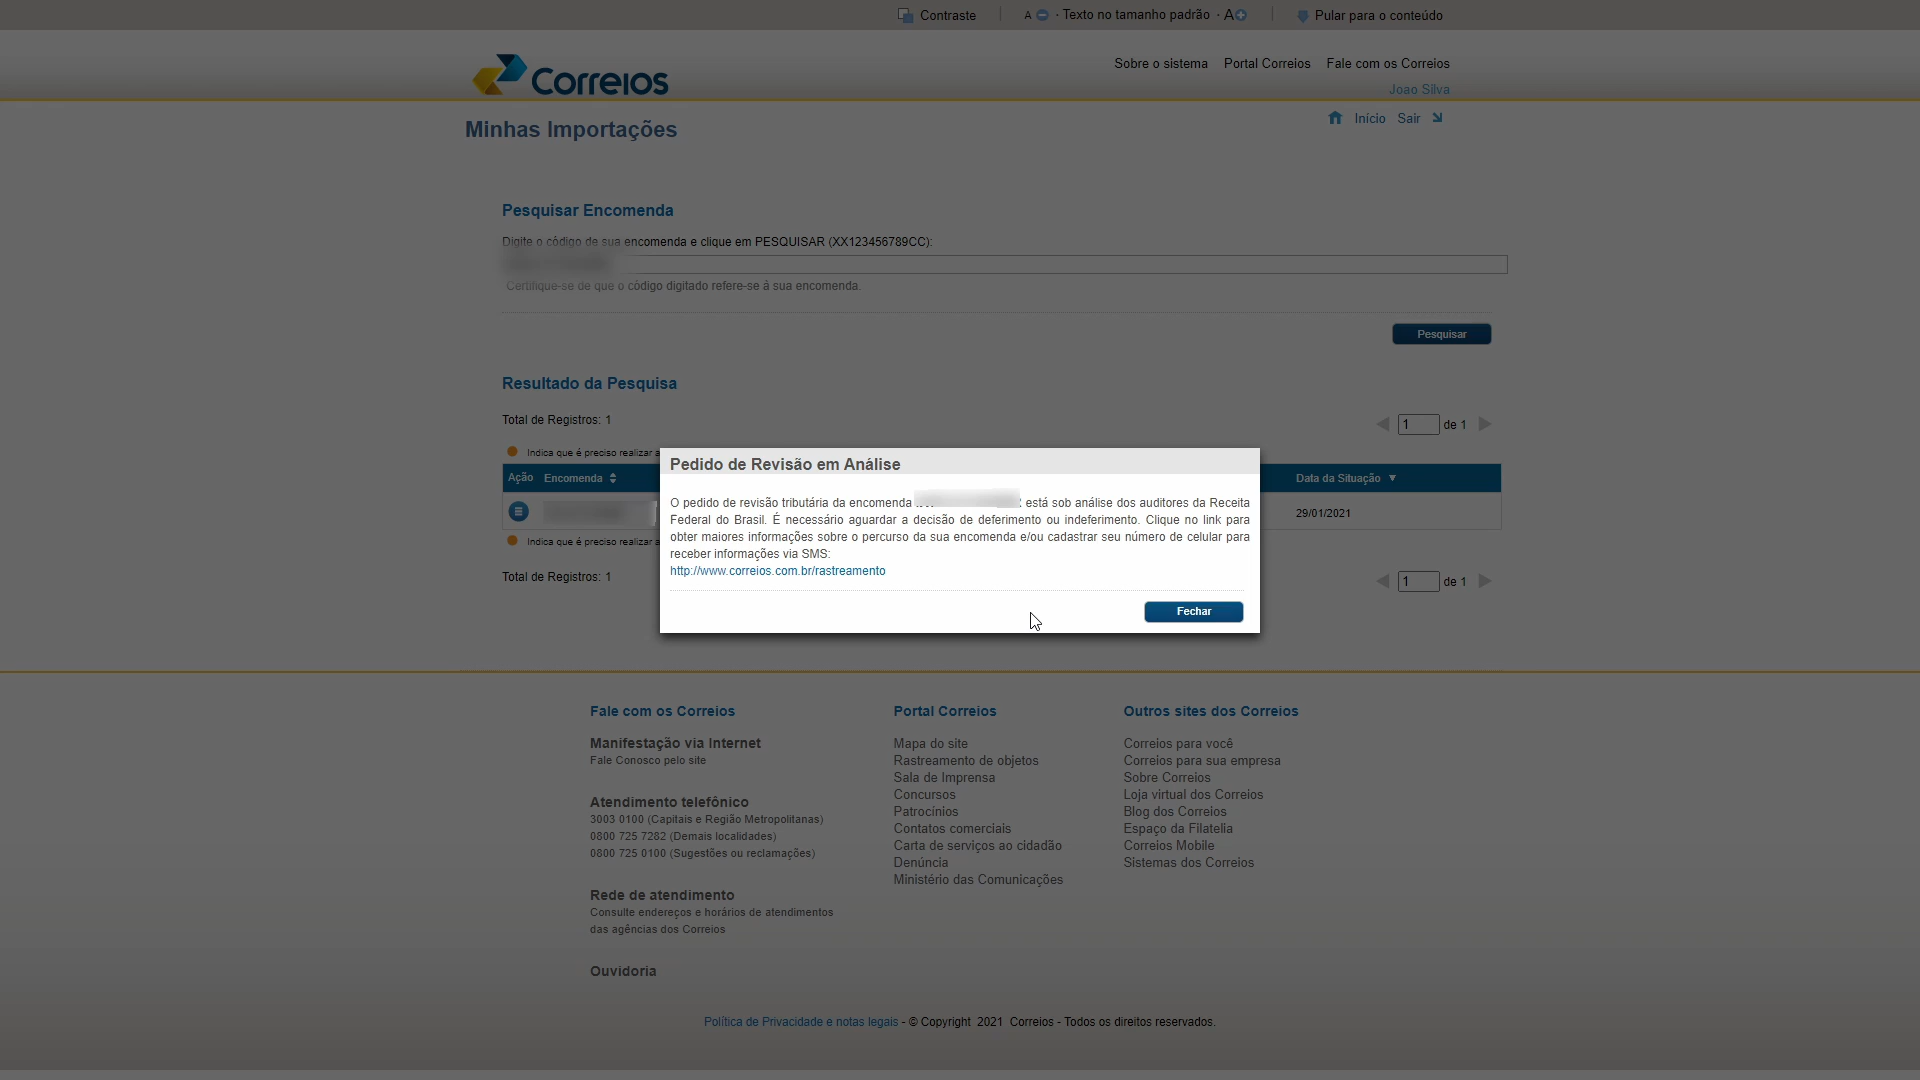 Contraste
A · Texto no tamanho padrão · A
Pular para o conteúdo
Correios
Sobre o sistema Portal Correios Fale com os Correios
Joao Silva
Minhas Importações
Início Sair
Pesquisar Encomenda
Digite o código de sua encomenda e clique em PESQUISAR (XX123456789CC):
Certifique-se de que o código digitado refere-se à sua encomenda.
Pesquisar
Resultado da Pesquisa
Total de Registros: 1
1 de 1
Indica que é preciso realizar a
Ação Encomenda Data da Situação
29/01/2021
Indica que é preciso realizar a
Total de Registros: 1
1 de 1
Pedido de Revisão em Análise
O pedido de revisão tributária da encomenda está sob análise dos auditores da Receita
Federal do Brasil. É necessário aguardar a decisão de deferimento ou indeferimento. Clique no link para
obter maiores informações sobre o percurso da sua encomenda e/ou cadastrar seu número de celular para
receber informações via SMS:
http://www.correios.com.br/rastreamento
Fechar
Fale com os Correios
Manifestação via Internet
Fale Conosco pelo site
Atendimento telefônico
3003 0100 (Capitais e Região Metropolitanas)
0800 725 7282 (Demais localidades)
0800 725 0100 (Sugestões ou reclamações)
Rede de atendimento
Consulte endereços e horários de atendimentos
das agências dos Correios
Ouvidoria
Portal Correios
Mapa do site
Rastreamento de objetos
Sala de Imprensa
Concursos
Patrocínios
Contatos comerciais
Carta de serviços ao cidadão
Denúncia
Ministério das Comunicações
Outros sites dos Correios
Correios para você
Correios para sua empresa
Sobre Correios
Loja virtual dos Correios
Blog dos Correios
Espaço da Filatelia
Correios Mobile
Sistemas dos Correios
Política de Privacidade e notas legais - © Copyright 2021 Correios - Todos os direitos reservados.